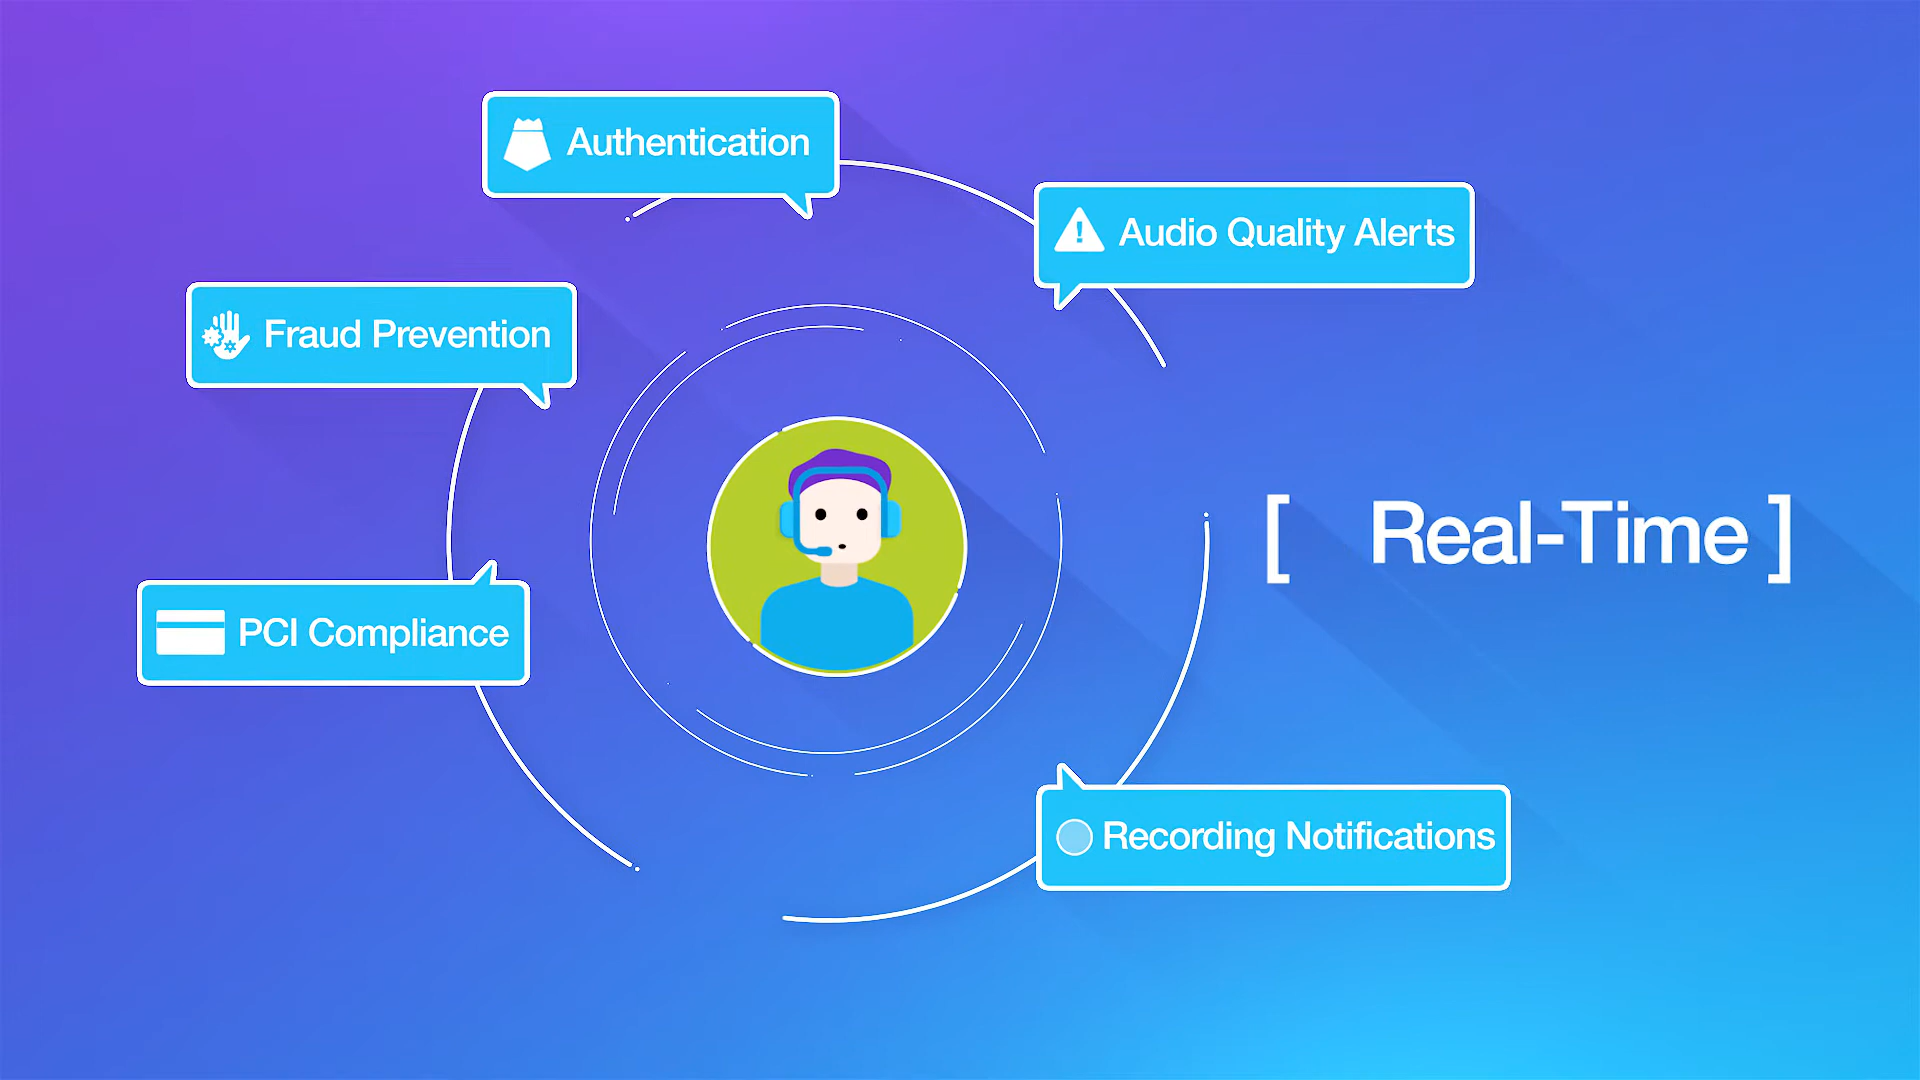 Authentication
Audio Quality Alerts
Fraud Prevention
[ Real-Time ]
PCI Compliance
Recording Notifications